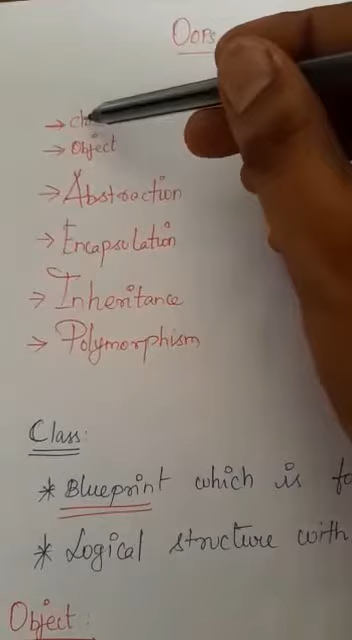 OOPS
→ Object
→ Abstraction
→ Encapsulation
→ Inheritance
→ Polymorphism
Class:
* Blueprint which is
* Logical structure with
Object: